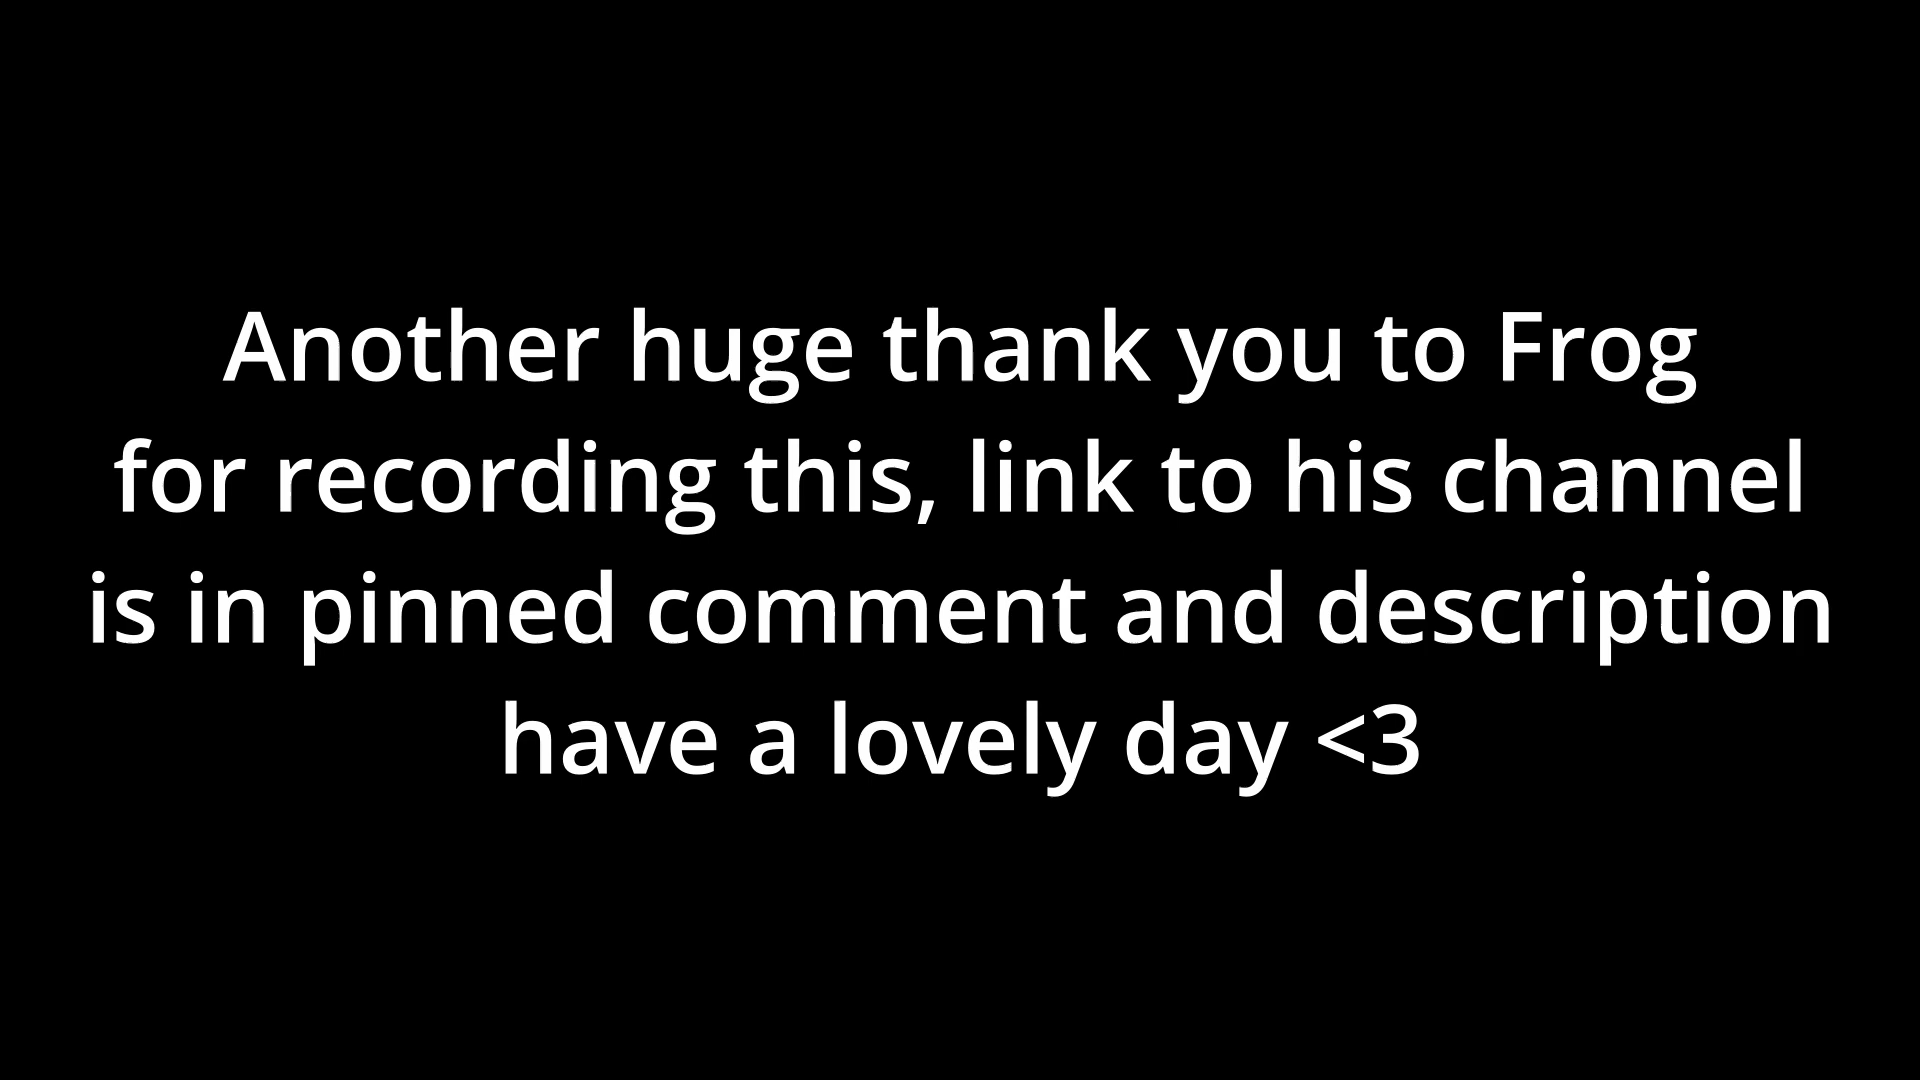 Another huge thank you to Frog
for recording this, link to his channel
is in pinned comment and description
have a lovely day <3